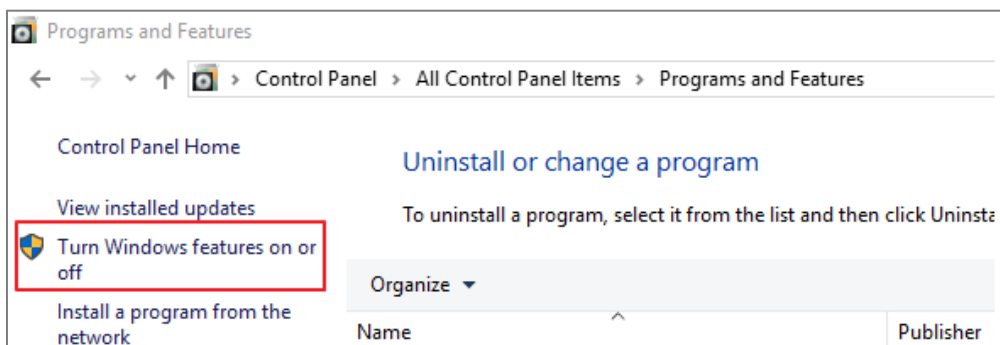 Programs and Features
Control Panel > All Control Panel Items > Programs and Features
Control Panel Home
Uninstall or change a program
View installed updates
To uninstall a program, select it from the list and then click Uninsta
Turn Windows features on or
off
Organize
Install a program from the
network
Name
Publisher